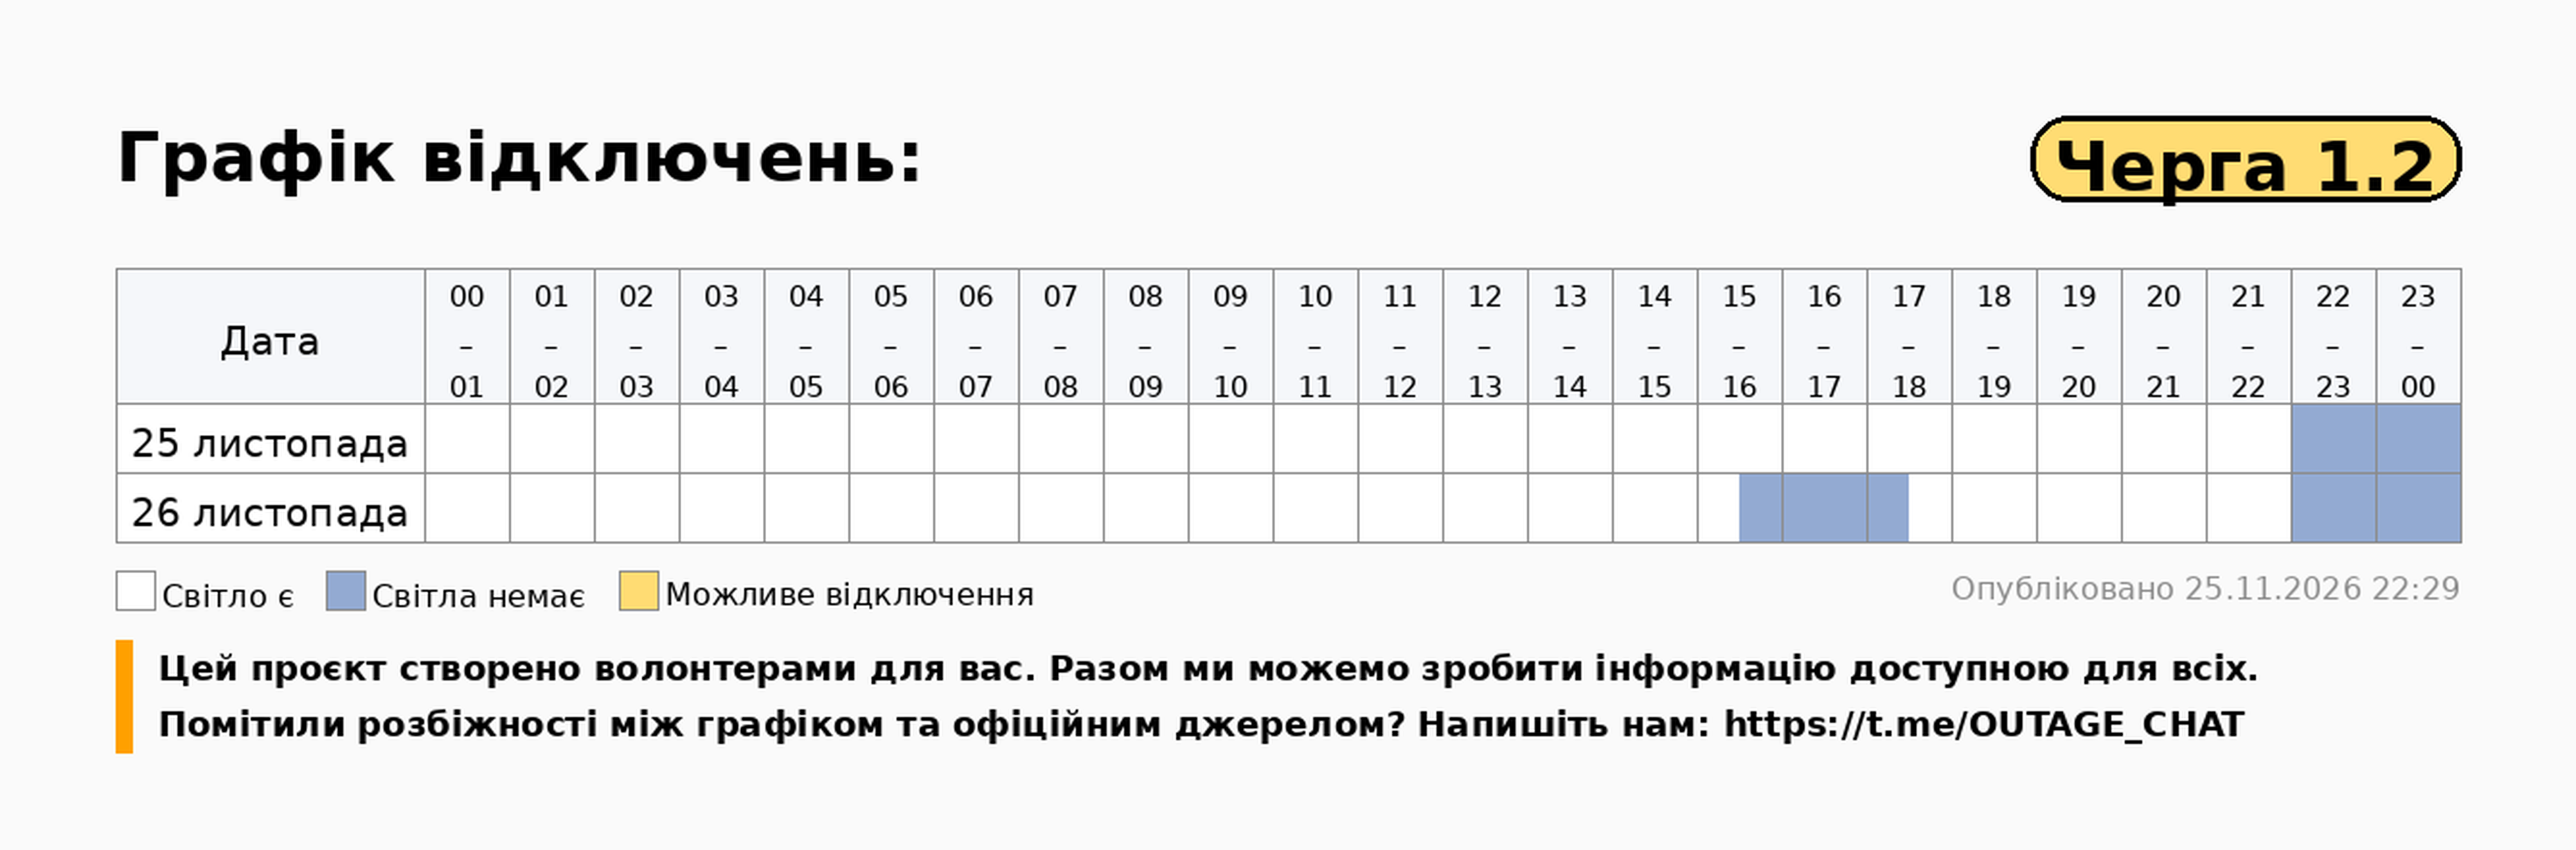 Графік відключень:
Черга 1.2
Дата 00 – 01 01 – 02 02 – 03 03 – 04 04 – 05 05 – 06 06 – 07 07 – 08 08 – 09 09 – 10 10 – 11 11 – 12 12 – 13 13 – 14 14 – 15 15 – 16 16 – 17 17 – 18 18 – 19 19 – 20 20 – 21 21 – 22 22 – 23 23 – 00
25 листопада
26 листопада
Світло є Світла немає Можливе відключення
Опубліковано 25.11.2026 22:29
Цей проєкт створено волонтерами для вас. Разом ми можемо зробити інформацію доступною для всіх.
Помітили розбіжності між графіком та офіційним джерелом? Напишіть нам: https://t.me/OUTAGE_CHAT